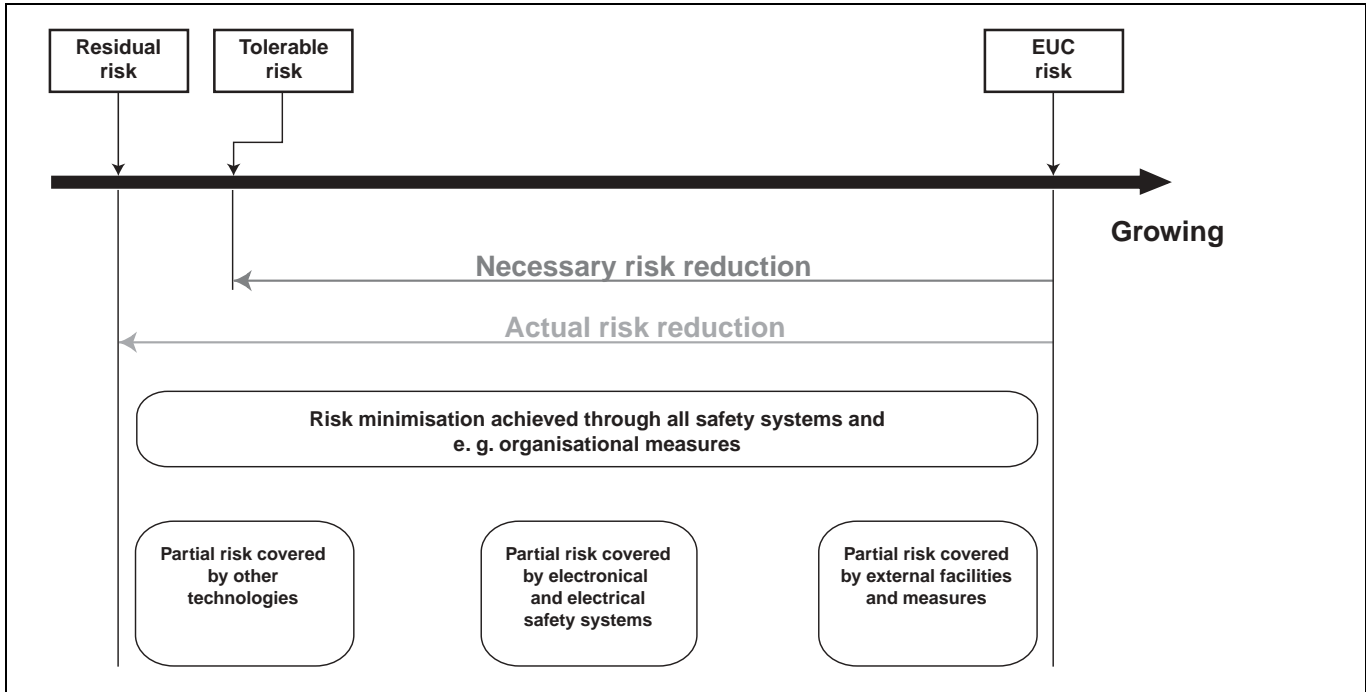 Residual
risk
Tolerable
risk
EUC
risk
Growing
Necessary risk reduction
Actual risk reduction
Risk minimisation achieved through all safety systems and
e. g. organisational measures
Partial risk covered
by other
technologies
Partial risk covered
by electronical
and electrical
safety systems
Partial risk covered
by external facilities
and measures